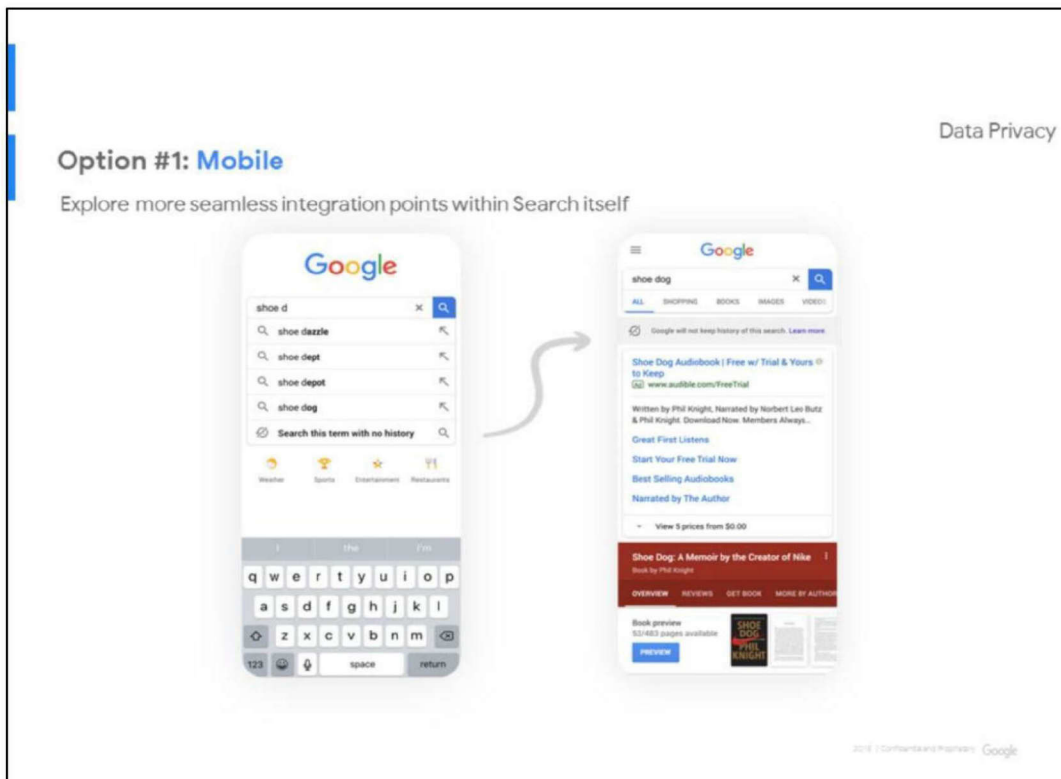 Data Privacy
Option #1: Mobile
Explore more seamless integration points within Search itself
Google
shoe d
shoe dazzle
shoe dept
shoe depot
shoe dog
Search this term with no history
Weather Sports Entertainment Restaurants
I the I'm
q w e r t y u i o p
a s d f g h j k l
z x c v b n m
123 space return
Google
shoe dog
ALL SHOPPING BOOKS IMAGES VIDEOS
Google will not keep history of this search. Learn more.
Shoe Dog Audiobook | Free w/ Trial & Yours
to Keep
Ad www.audible.com/FreeTrial
Written by Phil Knight, Narrated by Norbert Leo Butz
& Phil Knight. Download Now. Members Always...
Great First Listens
Start Your Free Trial Now
Best Selling Audiobooks
Narrated by The Author
View 5 prices from $0.00
Shoe Dog: A Memoir by the Creator of Nike
Book by Phil Knight
OVERVIEW REVIEWS GET BOOK MORE BY AUTHOR
Book preview
52/483 pages available
PREVIEW
SHOE
DOG
PHIL
KNIGHT
Confidential and Proprietary Google